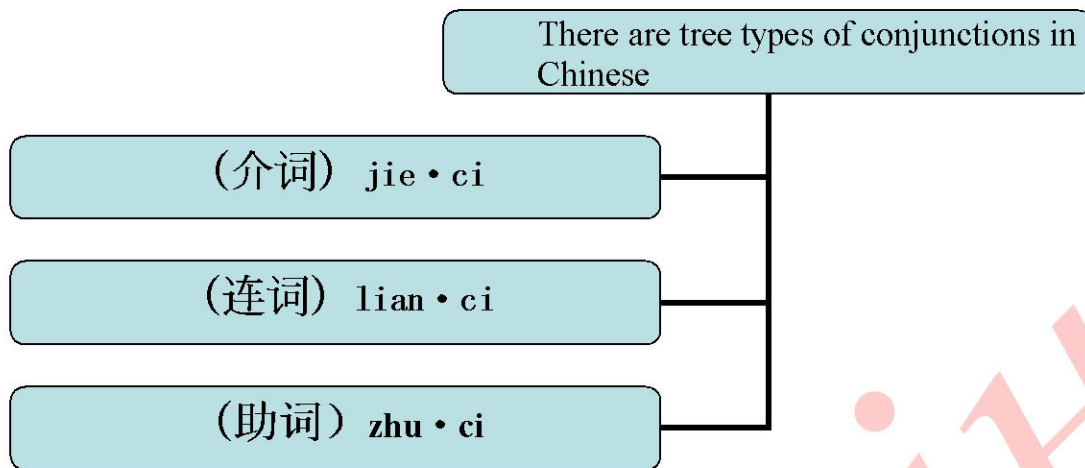 There are tree types of conjunctions in
Chinese
(介词) jie·ci
(连词) lian·ci
(助词) zhu·ci